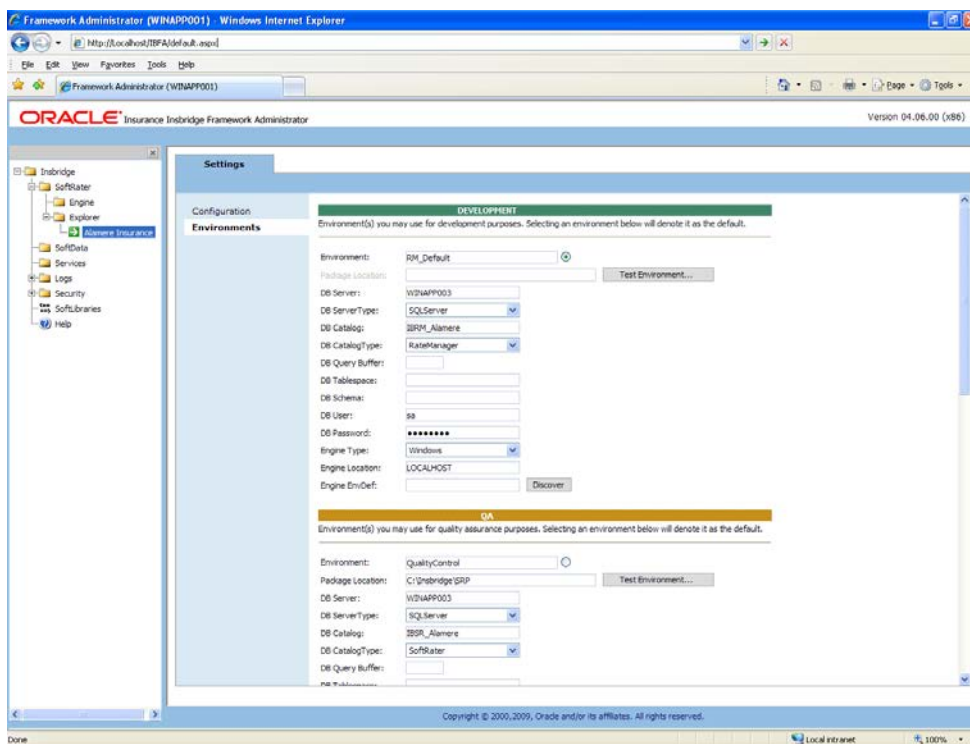 Framework Administrator (WINAPP001) - Windows Internet Explorer
http://localhost/IBFA/default.aspx
File Edit View Favorites Tools Help
Framework Administrator (WINAPP001)
Page Tools
ORACLE Insurance Insbridge Framework Administrator
Version 04.06.00 (x86)
Insbridge
SoftRater
Engine
Explorer
Alamere Insurance
SoftData
Services
Logs
Security
SoftLibraries
Help
Settings
Configuration
Environments
DEVELOPMENT
Environment(s) you may use for development purposes. Selecting an environment below will denote it as the default.
Environment: RM_Default
Package Location: Test Environment...
DB Server: WINAPP003
DB ServerType: SQLServer
DB Catalog: IBRM_Alamere
DB CatalogType: RateManager
DB Query Buffer:
DB Tablespace:
DB Schema:
DB User: sa
DB Password: ••••••••
Engine Type: Windows
Engine Location: LOCALHOST
Engine EnvDef: Discover
QA
Environment(s) you may use for quality assurance purposes. Selecting an environment below will denote it as the default.
Environment: QualityControl
Package Location: C:\Insbridge\SRP Test Environment...
DB Server: WINAPP003
DB ServerType: SQLServer
DB Catalog: IBSR_Alamere
DB CatalogType: SoftRater
DB Query Buffer:
DB Tablespace:
Copyright © 2000,2009, Oracle and/or its affiliates. All rights reserved.
Done
Local intranet
100%